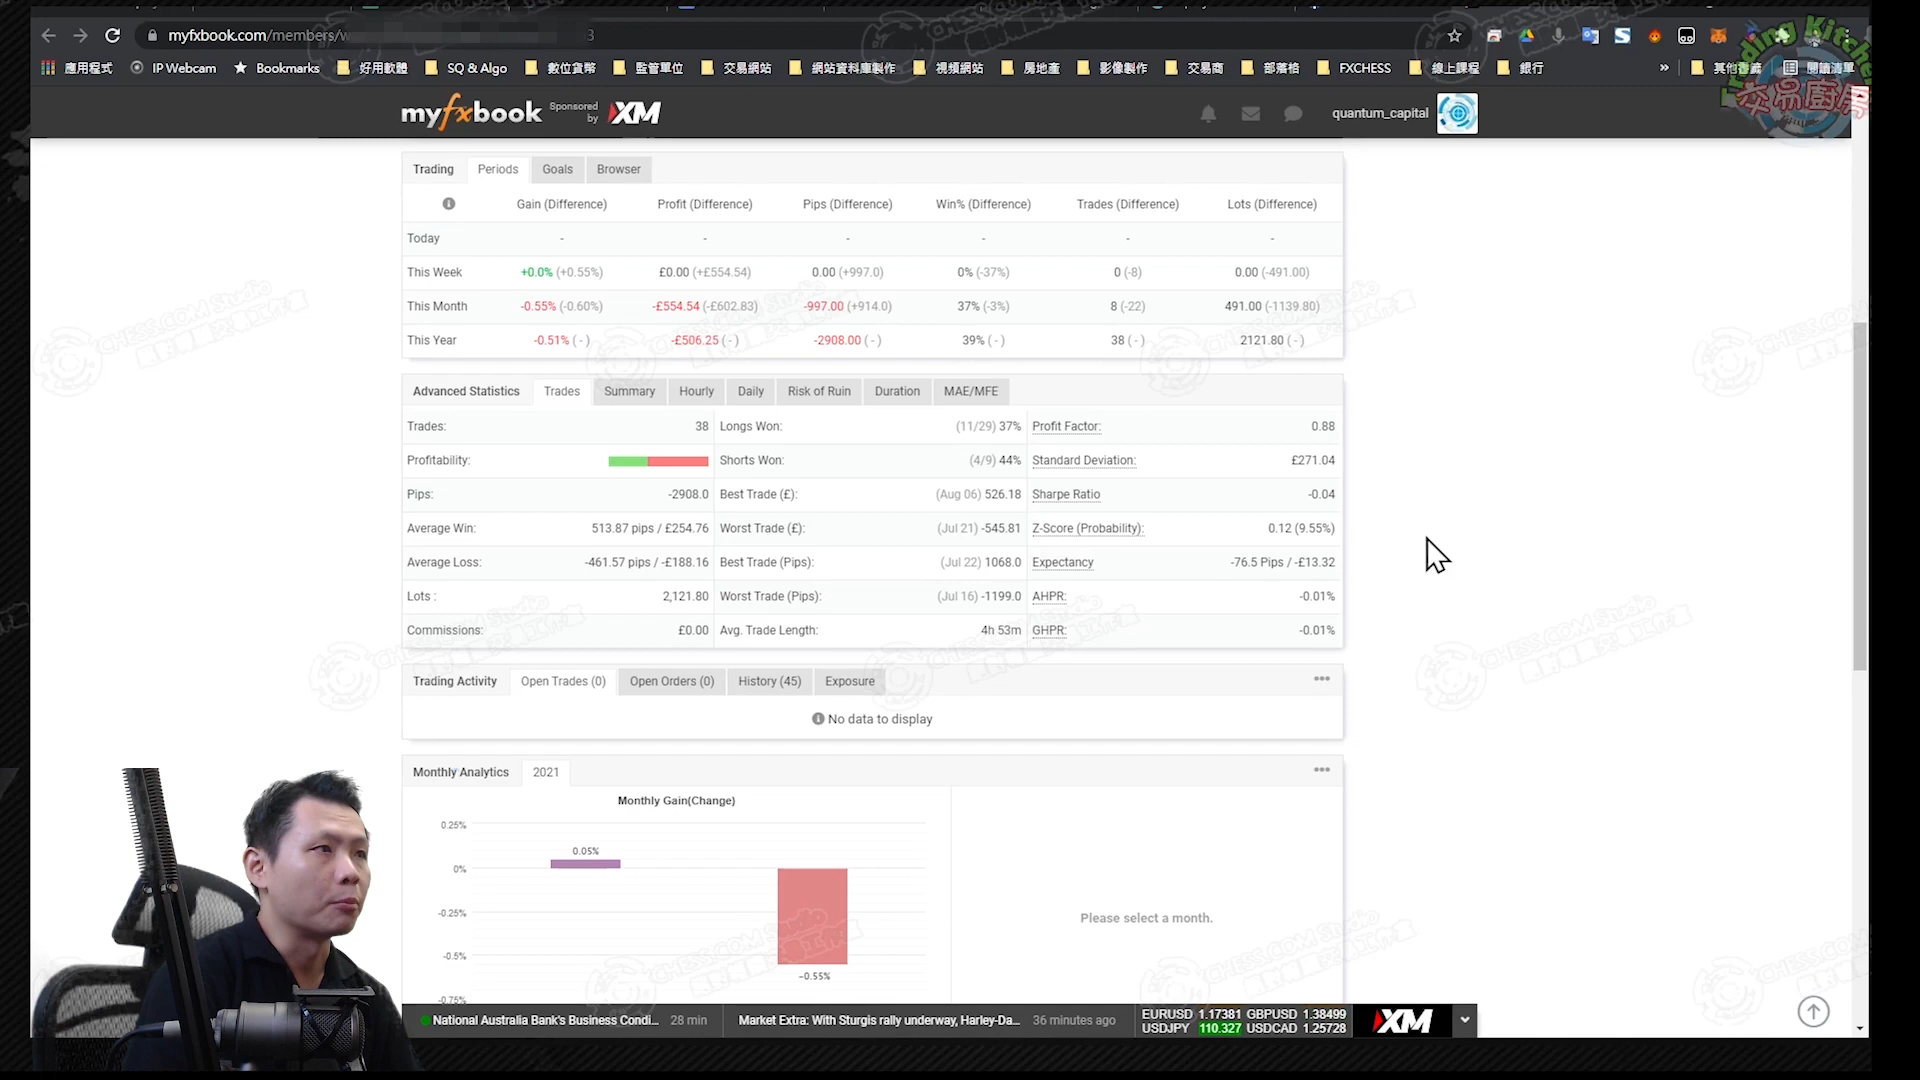 myfxbook.com/members/w 3
應用程式 IP Webcam Bookmarks 好用軟體 SQ & Algo 數位貨幣 監管單位 交易網站 網站資料庫製作 視頻網站 房地產 影像製作 交易商 部落格 FXCHESS 線上課程 銀行 » 其他書籤 閱讀清單
Trading Kitchen
交易廚房
myfxbook Sponsored by XM quantum_capital
Trading Periods Goals Browser
Gain (Difference) Profit (Difference) Pips (Difference) Win% (Difference) Trades (Difference) Lots (Difference)
Today - - - - - -
This Week +0.0% (+0.55%) £0.00 (+£554.54) 0.00 (+997.0) 0% (-37%) 0 (-8) 0.00 (-491.00)
This Month -0.55% (-0.60%) -£554.54 (-£602.83) -997.00 (+914.0) 37% (-3%) 8 (-22) 491.00 (-1139.80)
This Year -0.51% ( - ) -£506.25 ( - ) -2908.00 ( - ) 39% ( - ) 38 ( - ) 2121.80 ( - )
Advanced Statistics Trades Summary Hourly Daily Risk of Ruin Duration MAE/MFE
Trades: 38 Longs Won: (11/29) 37% Profit Factor: 0.88
Profitability: Shorts Won: (4/9) 44% Standard Deviation: £271.04
Pips: -2908.0 Best Trade (£): (Aug 06) 526.18 Sharpe Ratio -0.04
Average Win: 513.87 pips / £254.76 Worst Trade (£): (Jul 21) -545.81 Z-Score (Probability): 0.12 (9.55%)
Average Loss: -461.57 pips / -£188.16 Best Trade (Pips): (Jul 22) 1068.0 Expectancy -76.5 Pips / -£13.32
Lots : 2,121.80 Worst Trade (Pips): (Jul 16) -1199.0 AHPR: -0.01%
Commissions: £0.00 Avg. Trade Length: 4h 53m GHPR: -0.01%
Trading Activity Open Trades (0) Open Orders (0) History (45) Exposure
No data to display
Monthly Analytics 2021
Monthly Gain(Change)
0.25%
0.05%
0%
-0.25%
Please select a month.
-0.5%
-0.55%
-0.75%
National Australia Bank's Business Condi... 28 min Market Extra: With Sturgis rally underway, Harley-Da... 36 minutes ago EURUSD 1.17381 GBPUSD 1.38499 XM
USDJPY 110.327 USDCAD 1.25728
CHESS.COM Studio